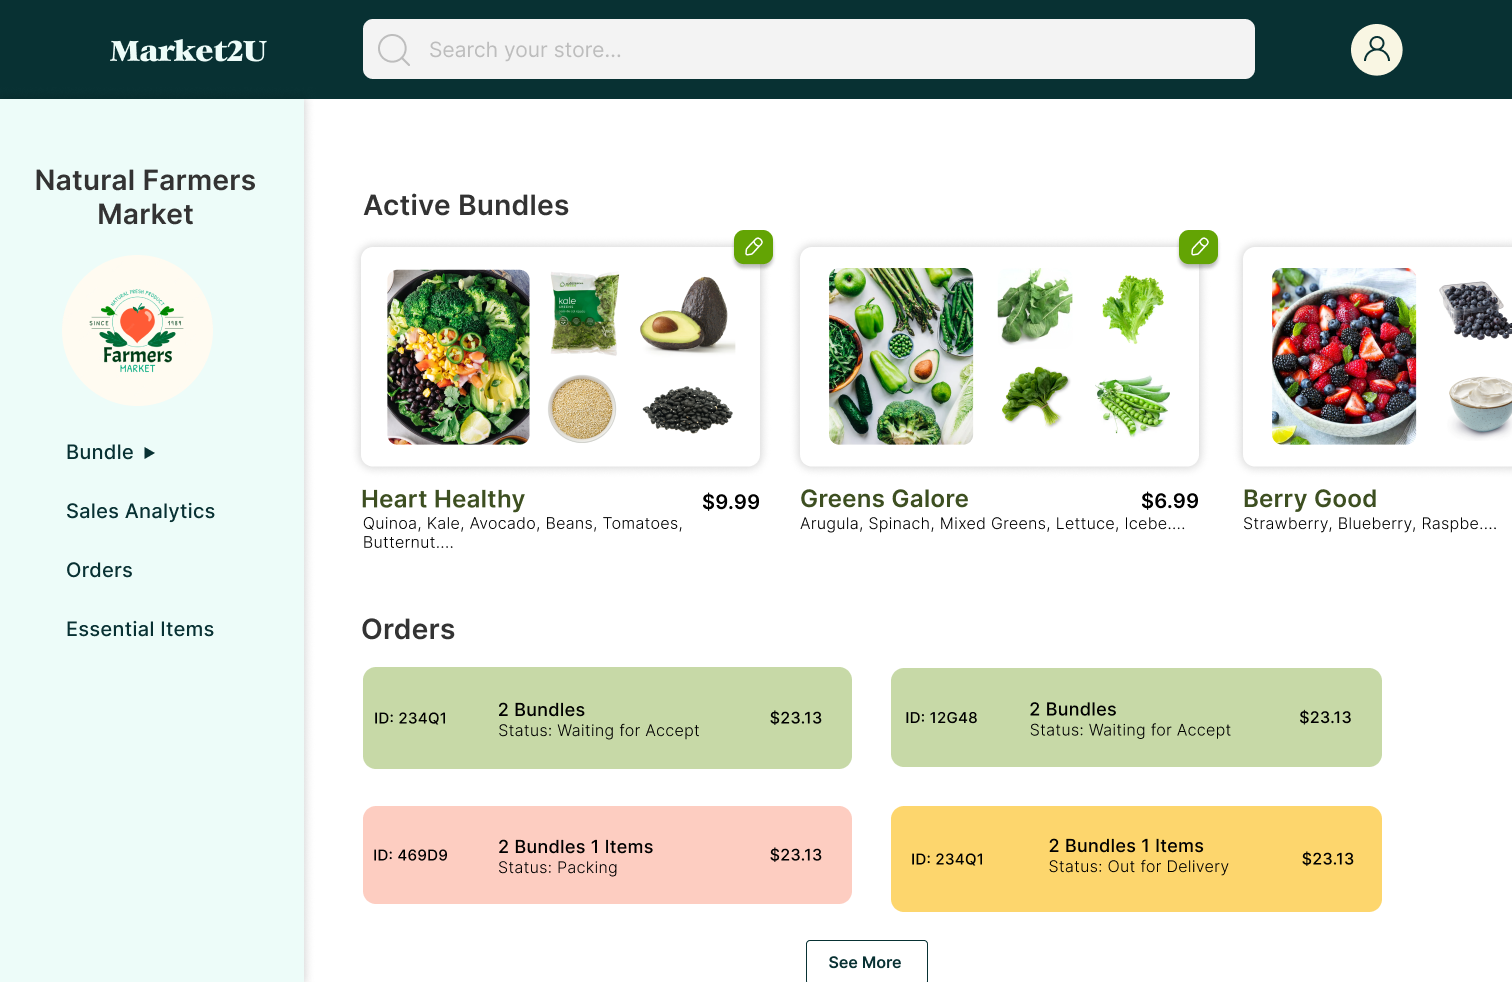 Market2U
Search your store...
Natural Farmers
Market
NATURAL FRESH PRODUCT
SINCE 1989
Farmers
MARKET
Bundle ▶
Sales Analytics
Orders
Essential Items
Active Bundles
kale
Heart Healthy
$9.99
Quinoa, Kale, Avocado, Beans, Tomatoes,
Butternut....
Greens Galore
$6.99
Arugula, Spinach, Mixed Greens, Lettuce, Icebe....
Berry Good
Strawberry, Blueberry, Raspbe....
Orders
ID: 234Q1
2 Bundles
Status: Waiting for Accept
$23.13
ID: 12G48
2 Bundles
Status: Waiting for Accept
$23.13
ID: 469D9
2 Bundles 1 Items
Status: Packing
$23.13
ID: 234Q1
2 Bundles 1 Items
Status: Out for Delivery
$23.13
See More